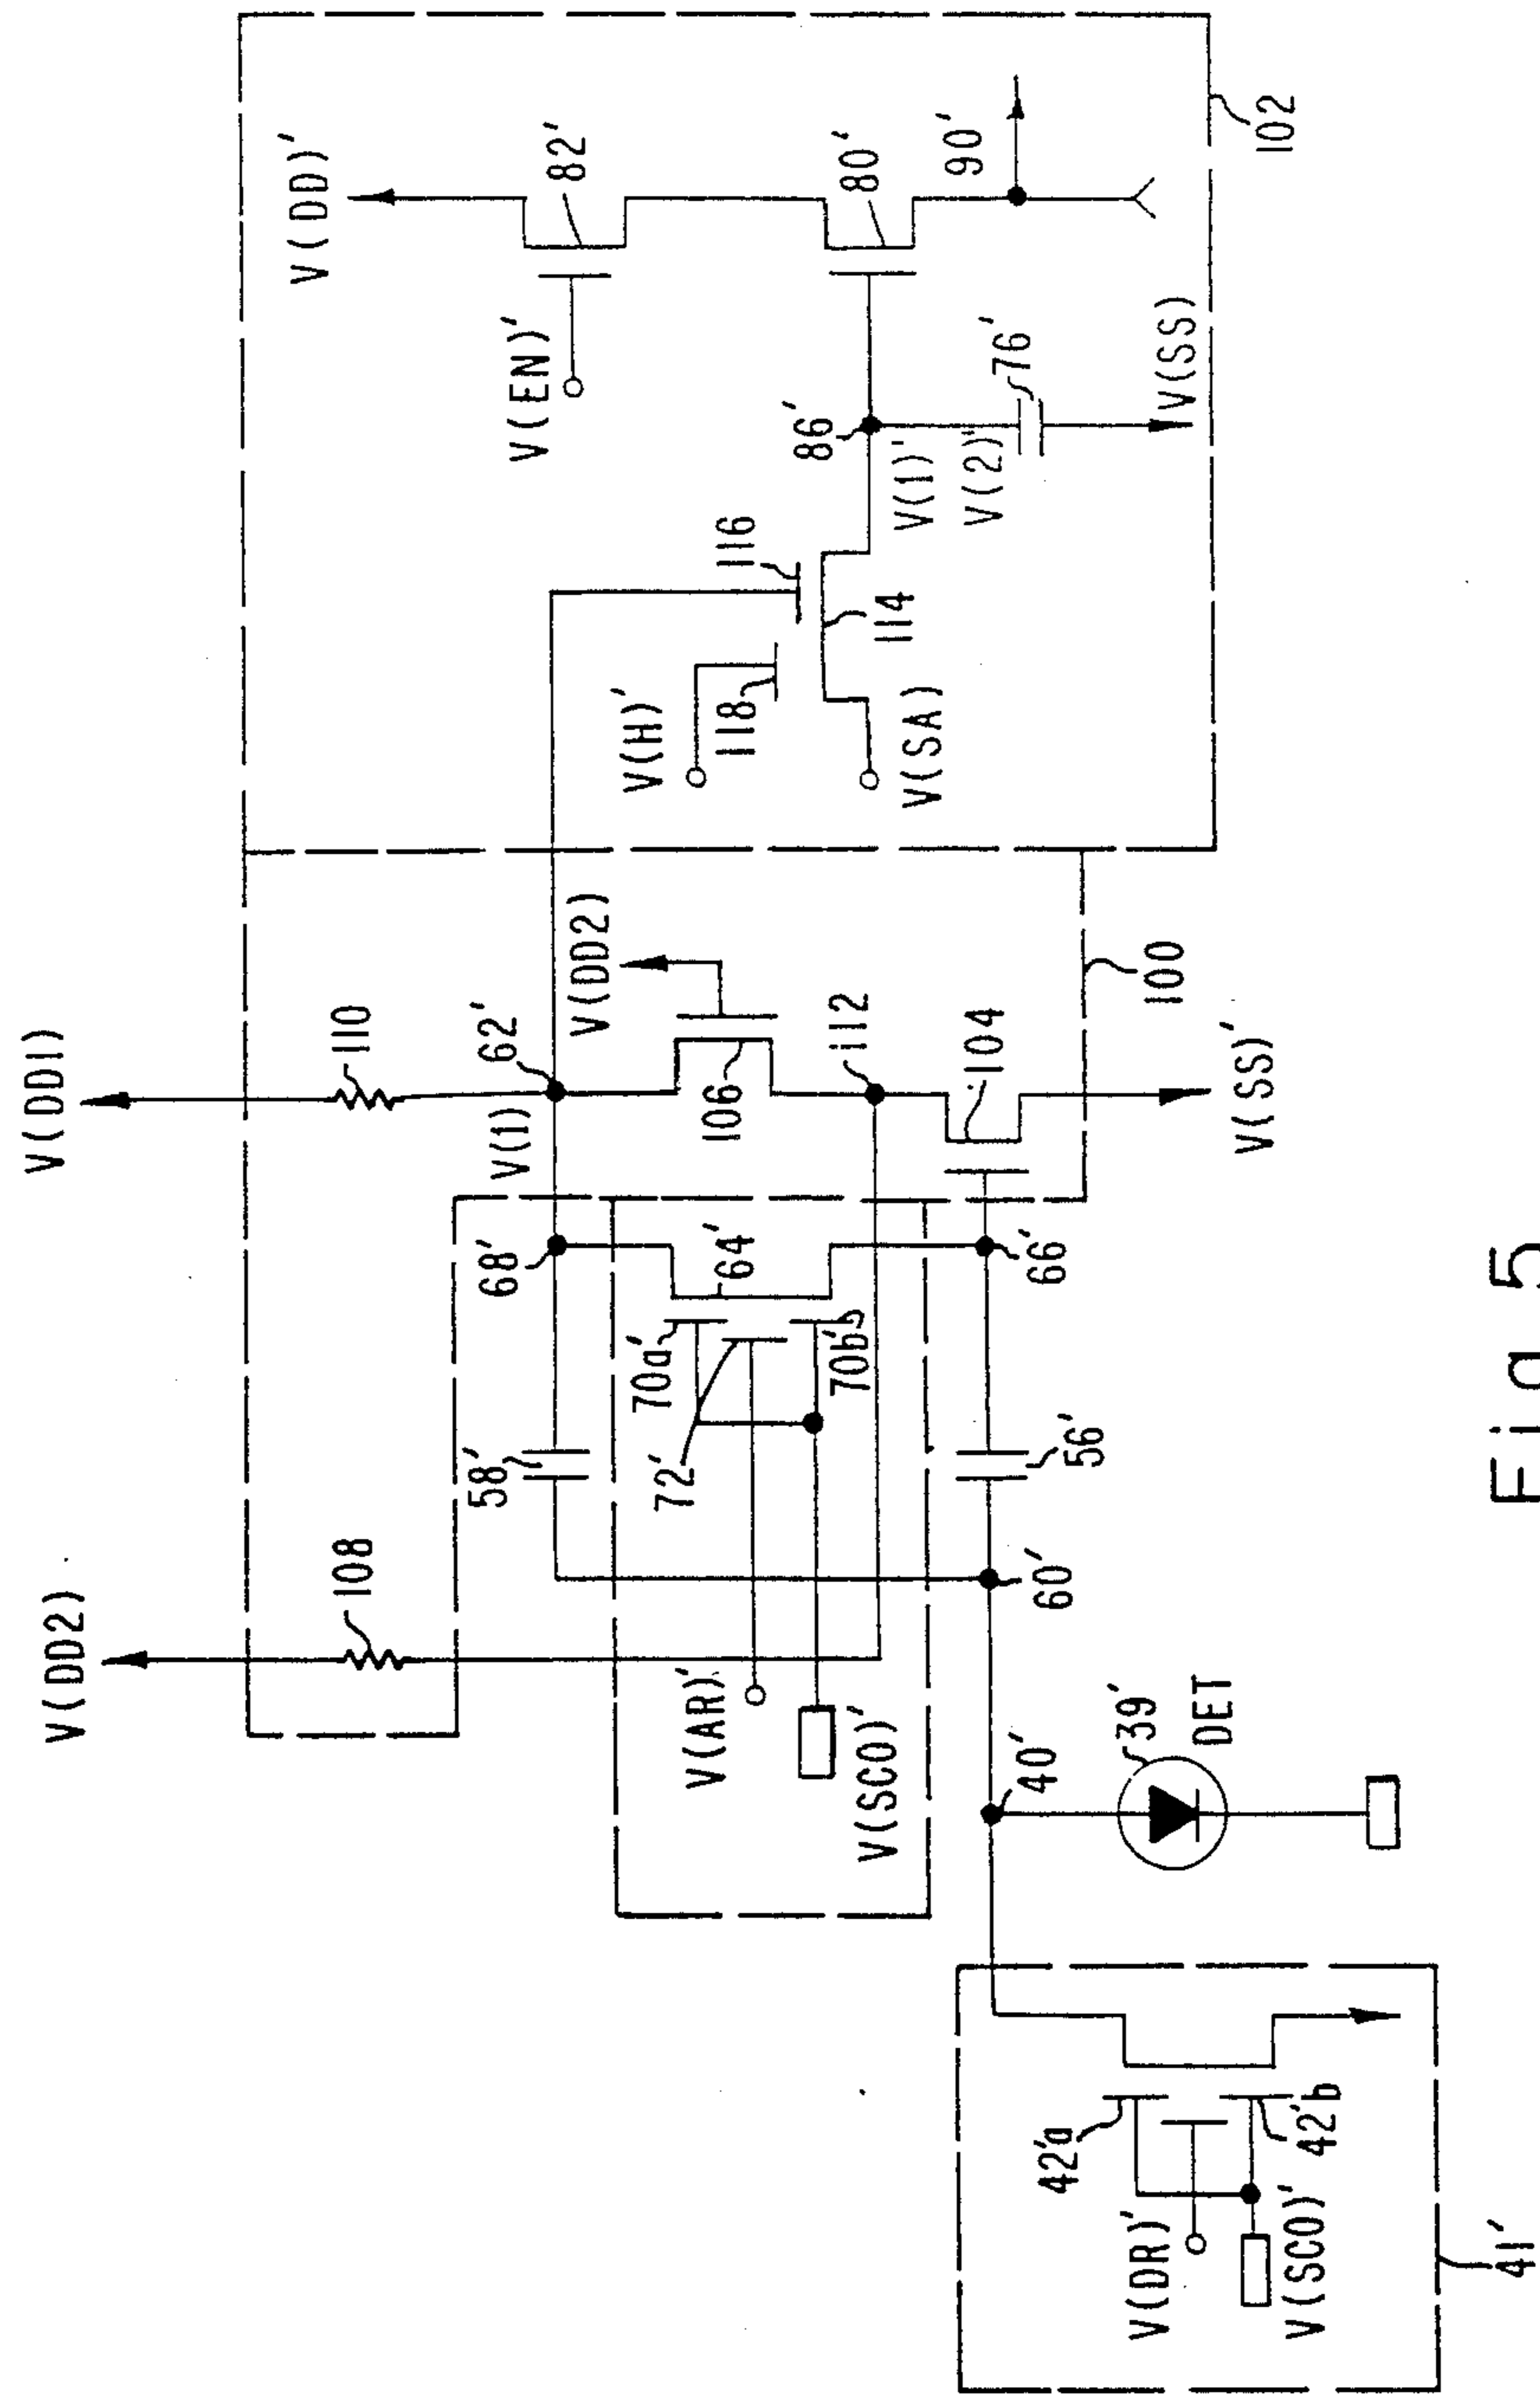 V(DD2)
V(DD1)
108
110
V(DD)'
82'
V(EN)'
62'
V(1)
68'
58'
70a'
64'
72'
V(DD2)
106
V(H)'
118
116
114
V(SA)
86'
V(1)'
V(2)'
76'
80'
90'
V(SS)
102
V(AR)'
V(SCO)'
70b'
112
104
100
66'
56'
60'
V(SS)'
40'
39'
DET
42'a
42'b
V(DR)'
V(SCO)'
41'
Fig 5